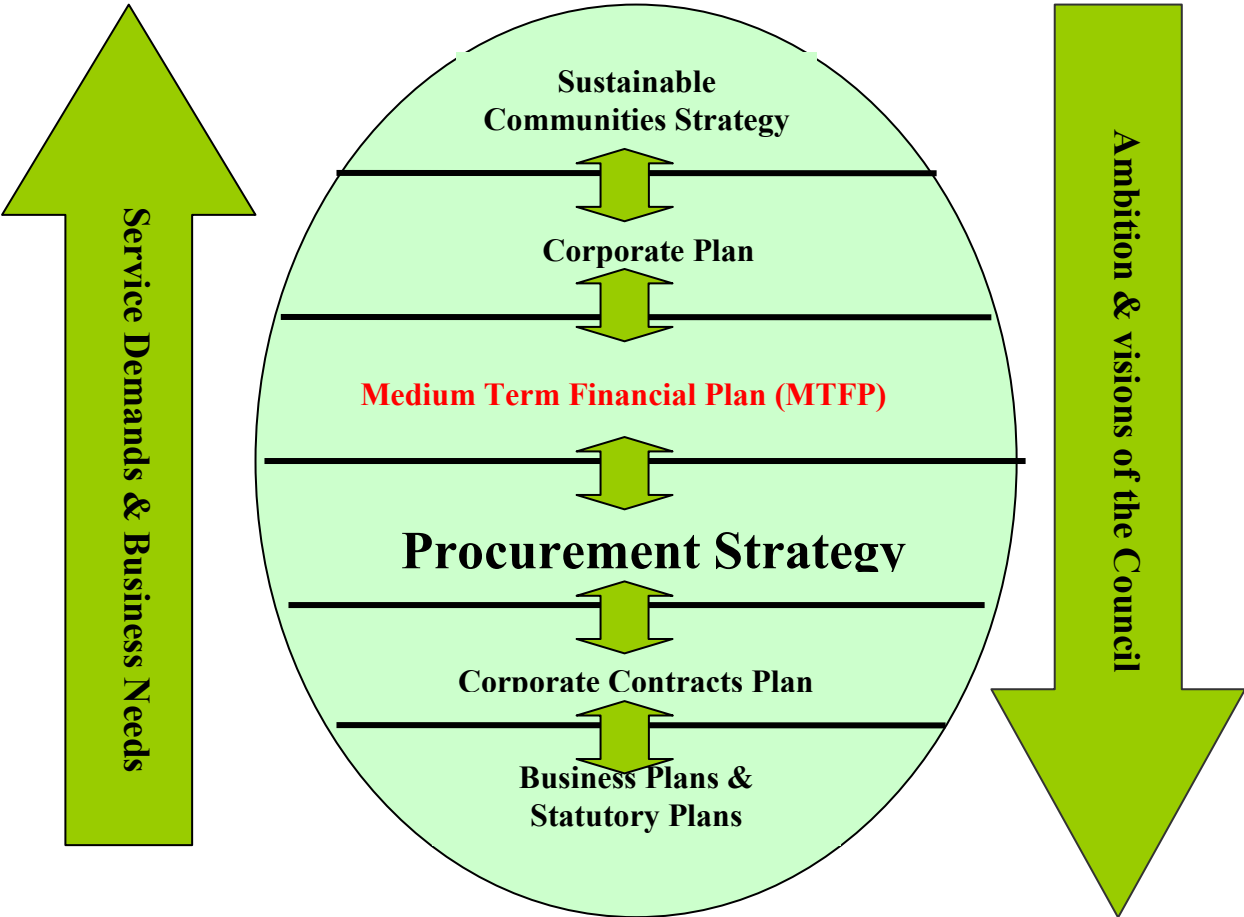 Sustainable
Communities Strategy
Corporate Plan
Medium Term Financial Plan (MTFP)
Procurement Strategy
Corporate Contracts Plan
Business Plans &
Statutory Plans
Service Demands & Business Needs
Ambition & visions of the Council